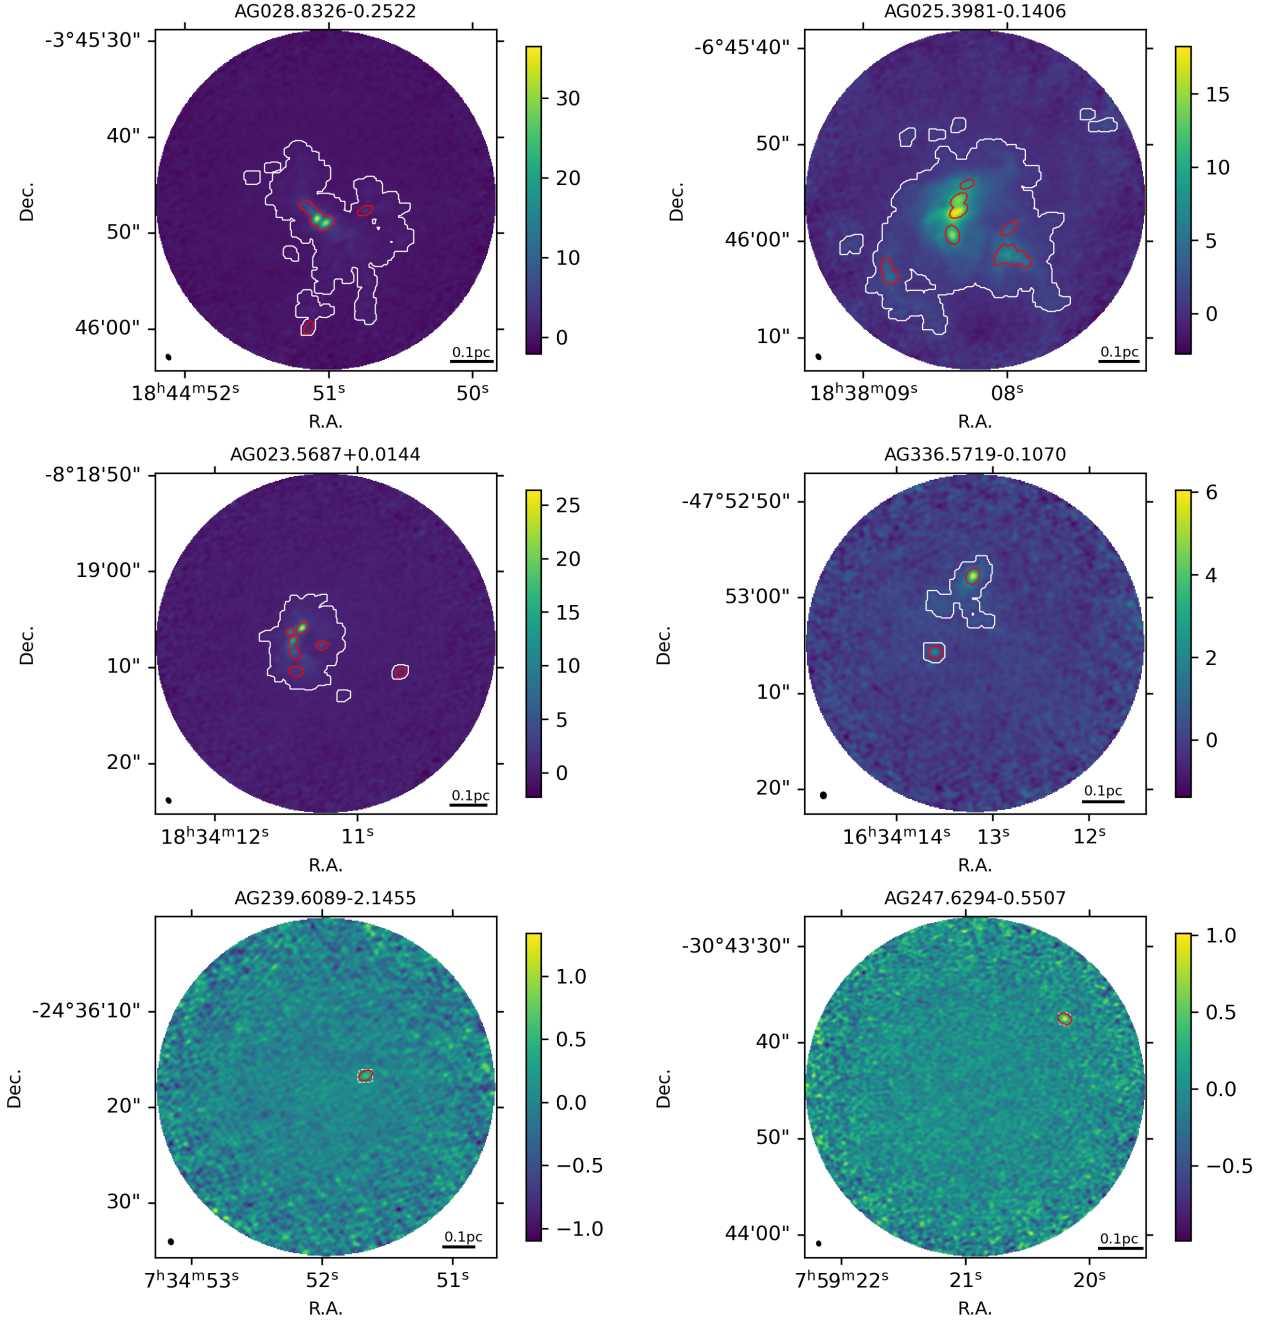 AG028.8326-0.2522
-3°45'30"
40"
50"
46'00"
Dec.
18ʰ44ᵐ52ˢ 51ˢ 50ˢ
R.A.
0.1pc
30
20
10
0
AG025.3981-0.1406
-6°45'40"
50"
46'00"
10"
Dec.
18ʰ38ᵐ09ˢ 08ˢ
R.A.
0.1pc
15
10
5
0
AG023.5687+0.0144
-8°18'50"
19'00"
10"
20"
Dec.
18ʰ34ᵐ12ˢ 11ˢ
R.A.
0.1pc
25
20
15
10
5
0
AG336.5719-0.1070
-47°52'50"
53'00"
10"
20"
Dec.
16ʰ34ᵐ14ˢ 13ˢ 12ˢ
R.A.
0.1pc
6
4
2
0
AG239.6089-2.1455
-24°36'10"
20"
30"
Dec.
7ʰ34ᵐ53ˢ 52ˢ 51ˢ
R.A.
0.1pc
1.0
0.5
0.0
−0.5
−1.0
AG247.6294-0.5507
-30°43'30"
40"
50"
44'00"
Dec.
7ʰ59ᵐ22ˢ 21ˢ 20ˢ
R.A.
0.1pc
1.0
0.5
0.0
−0.5